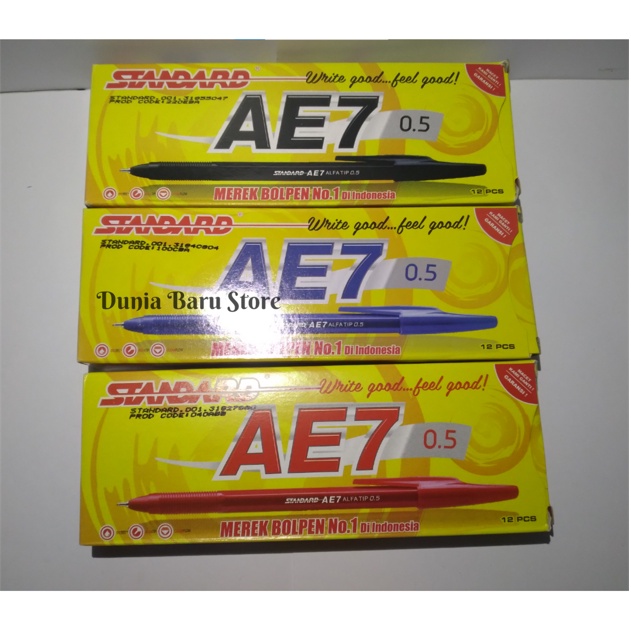 STANDARD
Write good...feel good!
AE7 0.5
STANDARD AE7 ALFATIP 0.5
MEREK BOLPEN No.1 Di Indonesia
12 PCS
STANDARD
Write good...feel good!
AE7 0.5
Dunia Baru Store
AE7 ALFATIP 0.5
MEREK BOLPEN No.1 Di Indonesia
12 PCS
STANDARD
Write good...feel good!
AE7 0.5
STANDARD AE7 ALFATIP 0.5
MEREK BOLPEN No.1 Di Indonesia
12 PCS